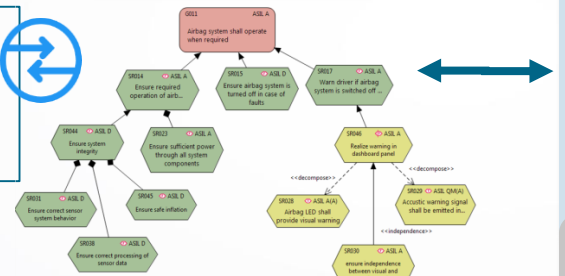 G011 ASIL A
Airbag system shall operate
when required
SR014 ASIL A
Ensure required
operation of airb...
SR015 ASIL D
Ensure airbag system is
turned off in case of
faults
SR017 ASIL A
Warn driver if airbag
system is switched off ...
SR044 ASIL D
Ensure system
integrity
SR023 ASIL A
Ensure sufficient power
through all system
components
SR046 ASIL A
Realize warning in
dashboard panel
<<decompose>>
<<decompose>>
SR031 ASIL D
Ensure correct sensor
system behavior
SR045 ASIL D
Ensure safe inflation
SR028 ASIL A(A)
Airbag LED shall
provide visual warning
SR029 ASIL QM(A)
Accustic warning signal
shall be emitted in...
<<independence>>
SR038 ASIL D
Ensure correct processing of
sensor data
SR030 ASIL A
ensure independence
between visual and